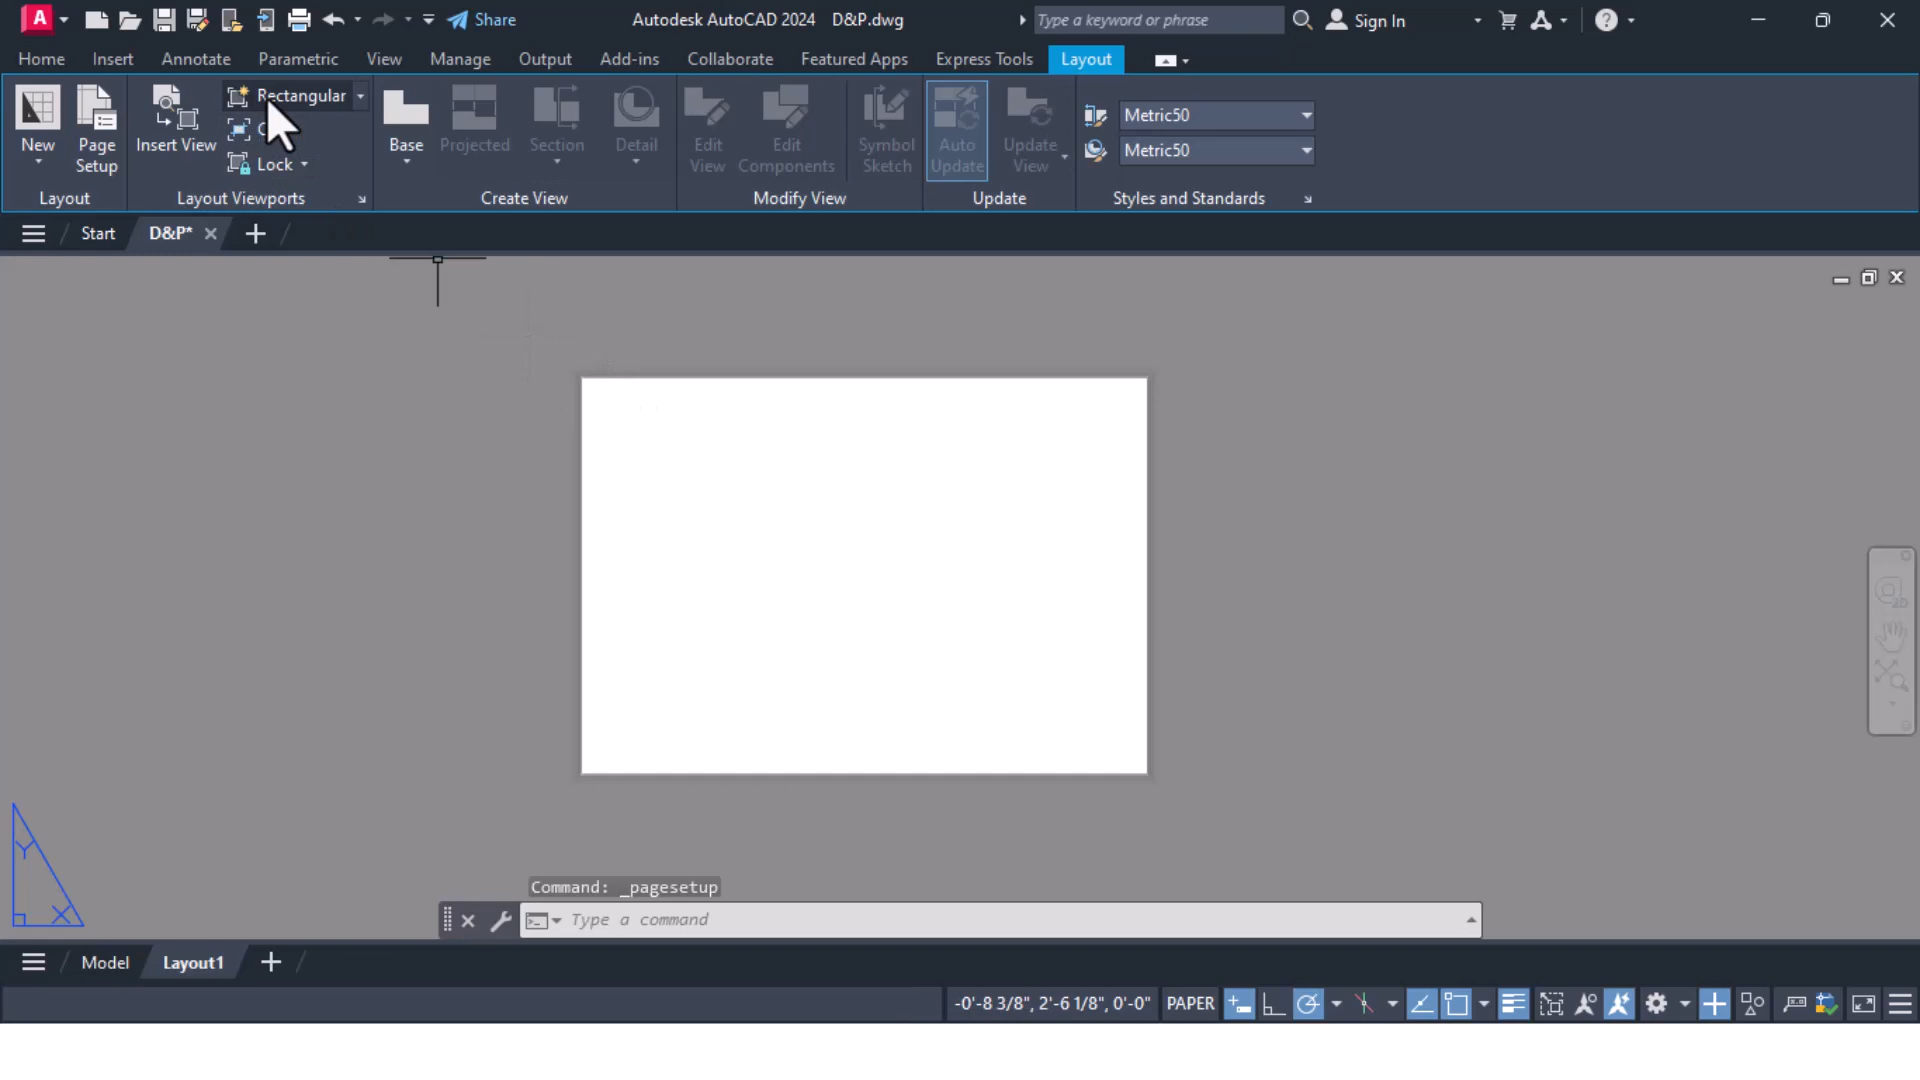 A Share Autodesk AutoCAD 2024 D&P.dwg Type a keyword or phrase Sign In
Home Insert Annotate Parametric View Manage Output Add-ins Collaborate Featured Apps Express Tools Layout
New Page Setup Insert View Rectangular Lock Base Projected Section Detail Edit View Edit Components Symbol Sketch Auto Update Update View Metric50
Metric50
Layout Layout Viewports Create View Modify View Update Styles and Standards
Start D&P*
2D
Y
X
Command: _pagesetup
Type a command
Model Layout1
-0'-8 3/8", 2'-6 1/8", 0'-0" PAPER